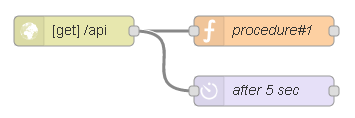 [get] /api
procedure#1
after 5 sec